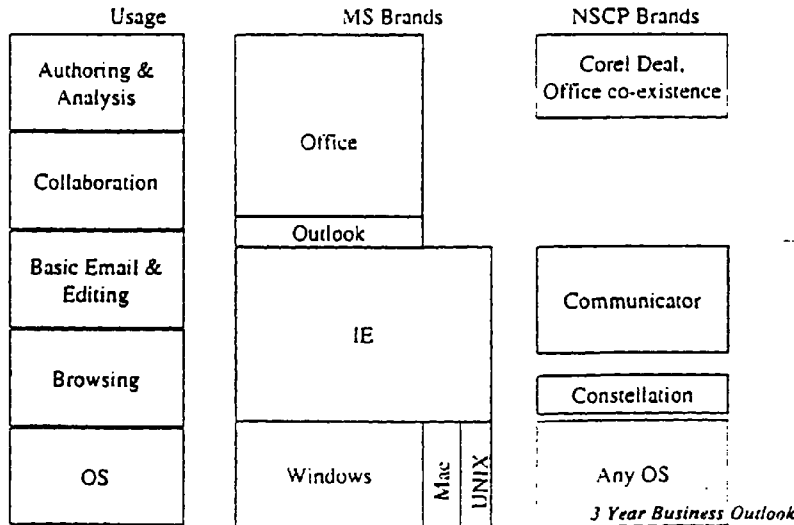 Usage
MS Brands
NSCP Brands
Authoring &
Analysis
Collaboration
Basic Email &
Editing
Browsing
OS
Office
Outlook
IE
Windows
Mac
UNIX
Corel Deal,
Office co-existence
Communicator
Constellation
Any OS
3 Year Business Outlook